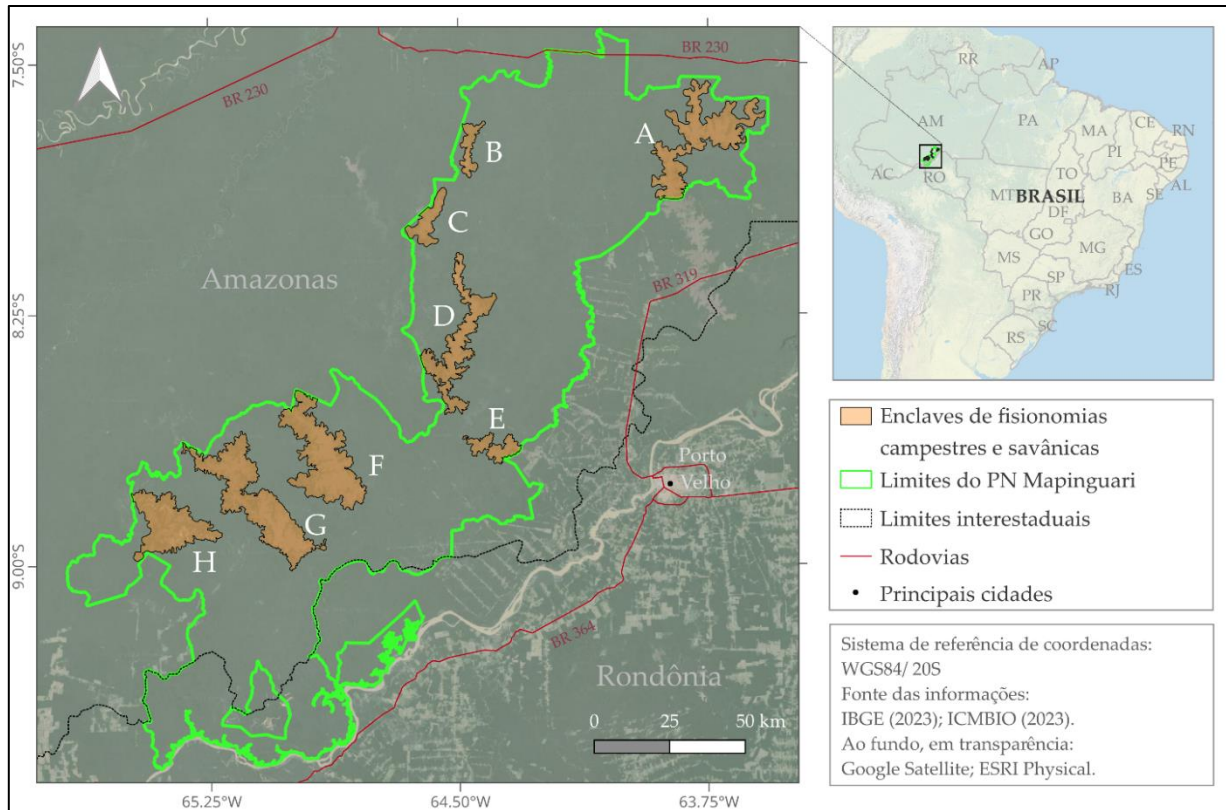 BR 230
7.50°S
BR 230
A
B
C
Amazonas
BR 319
8.25°S
D
E
Porto
Velho
F
G
H
9.00°S
BR 364
Rondônia
0 25 50 km
65.25°W 64.50°W 63.75°W
RR
AP
AM
PA
MA
CE
RN
PI
PE
AC
RO
TO
AL
SE
MT
BRASIL
BA
DF
GO
MG
MS
ES
SP
RJ
PR
SC
RS
Enclaves de fisionomias
campestres e savânicas
Limites do PN Mapinguari
Limites interestaduais
Rodovias
Principais cidades
Sistema de referência de coordenadas:
WGS84/ 20S
Fonte das informações:
IBGE (2023); ICMBIO (2023).
Ao fundo, em transparência:
Google Satellite; ESRI Physical.